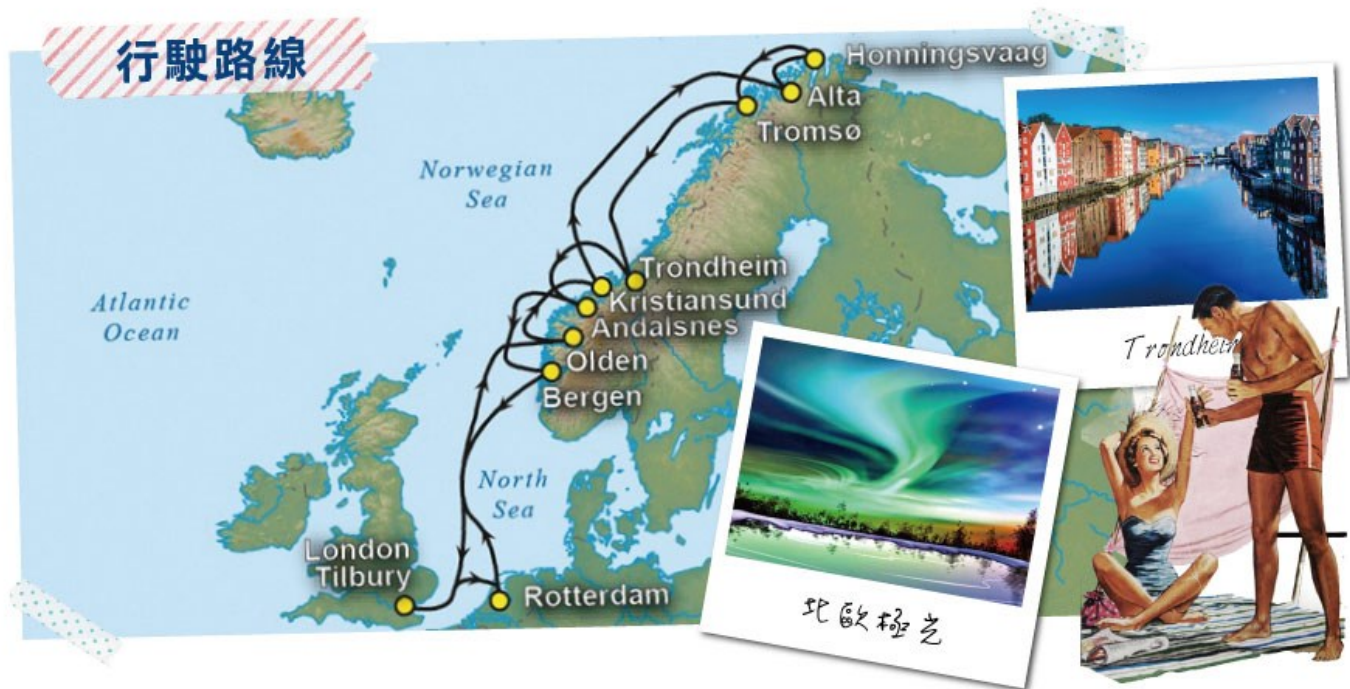 行駛路線
Honningsvaag
Alta
Tromsø
Norwegian
Sea
Trondheim
Kristiansund
Andalsnes
Olden
Bergen
Atlantic
Ocean
North
Sea
London
Tilbury
Rotterdam
Trondheim
北歐極光